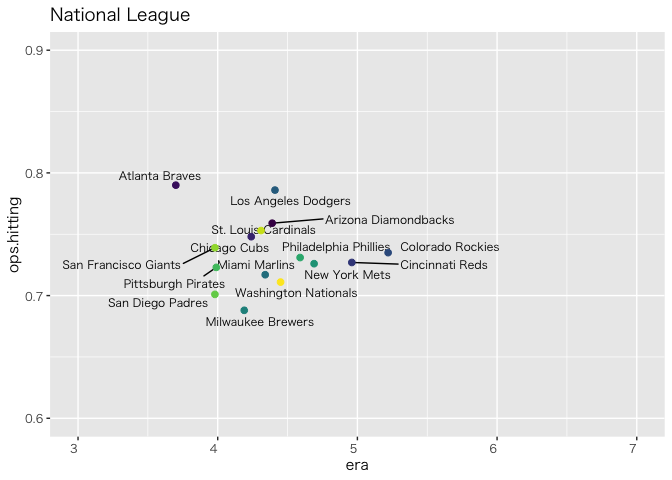 National League
0.9
0.8
0.7
0.6
ops.hitting
Atlanta Braves
Los Angeles Dodgers
Arizona Diamondbacks
St. Louis Cardinals
Chicago Cubs
Philadelphia Phillies
Colorado Rockies
San Francisco Giants
Miami Marlins
Cincinnati Reds
New York Mets
Pittsburgh Pirates
Washington Nationals
San Diego Padres
Milwaukee Brewers
3
4
5
6
7
era